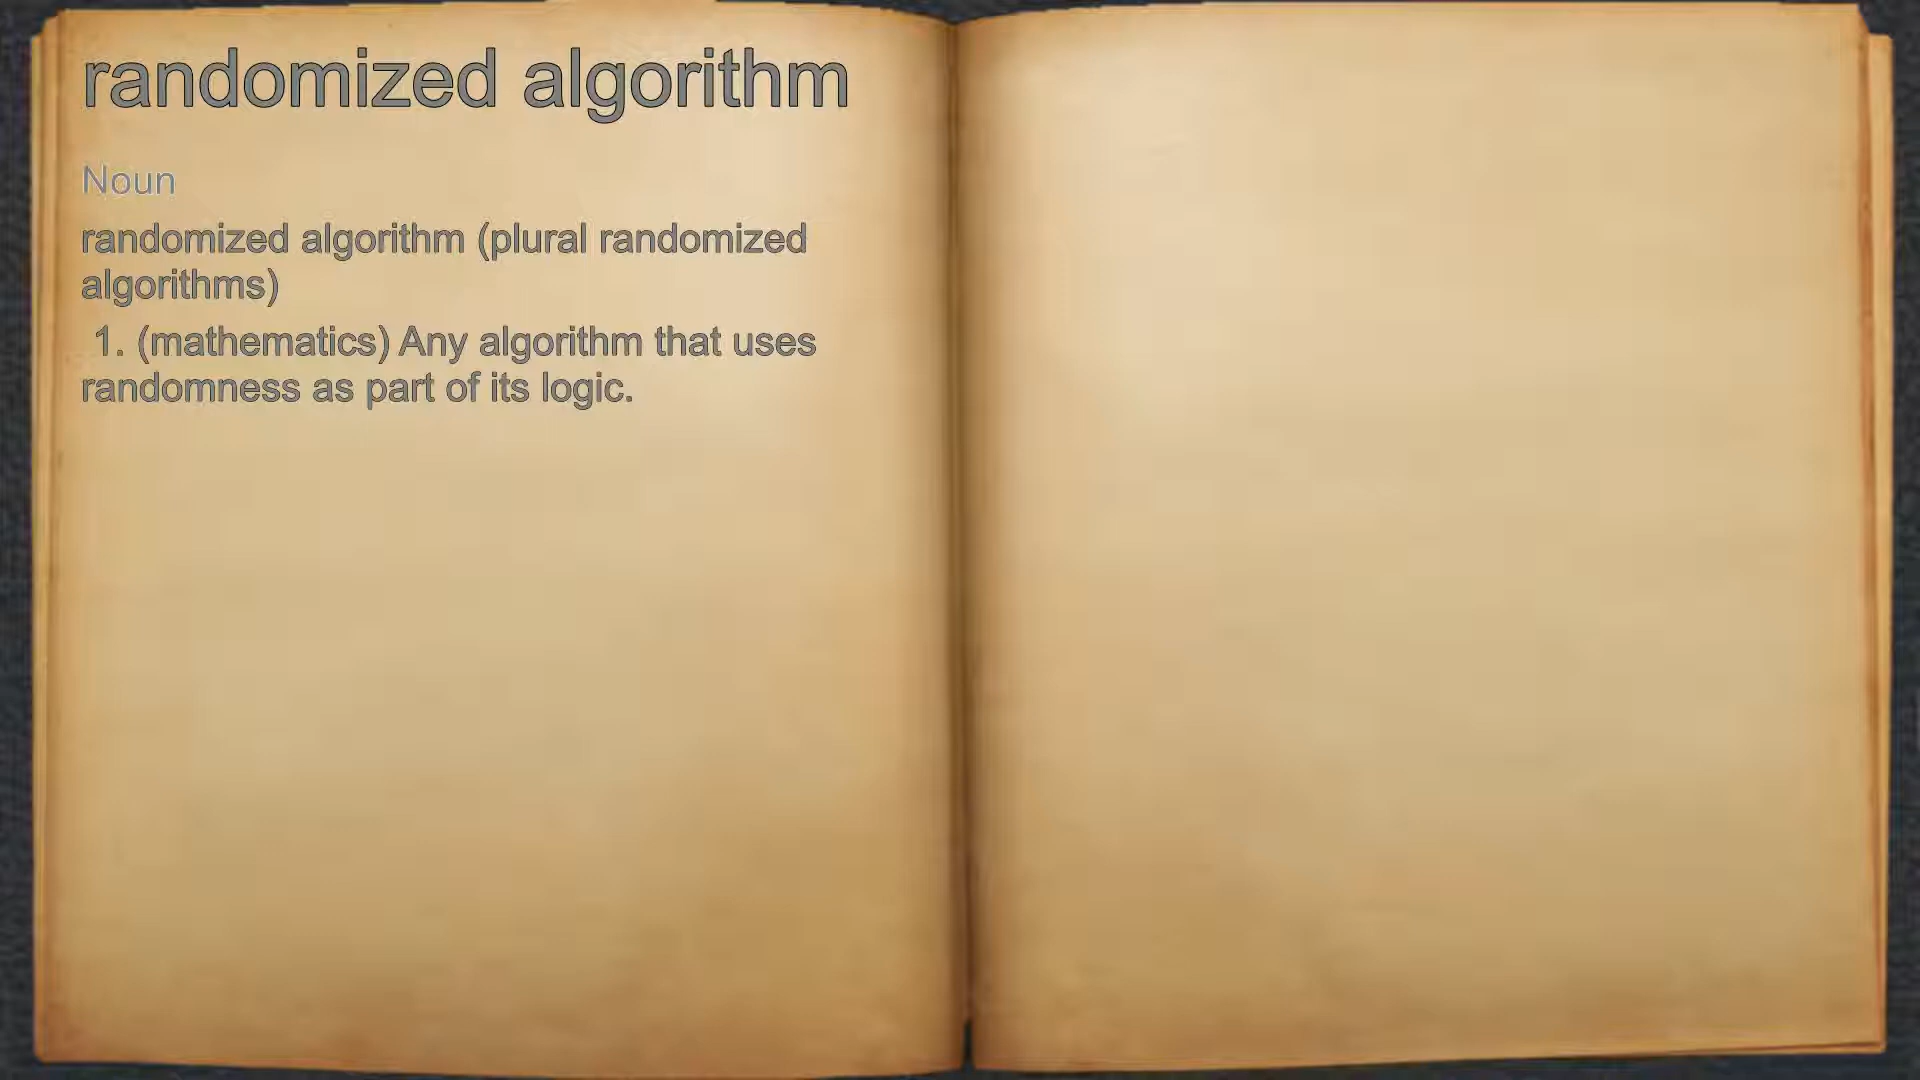 randomized algorithm
Noun
randomized algorithm (plural randomized
algorithms)
1. (mathematics) Any algorithm that uses
randomness as part of its logic.